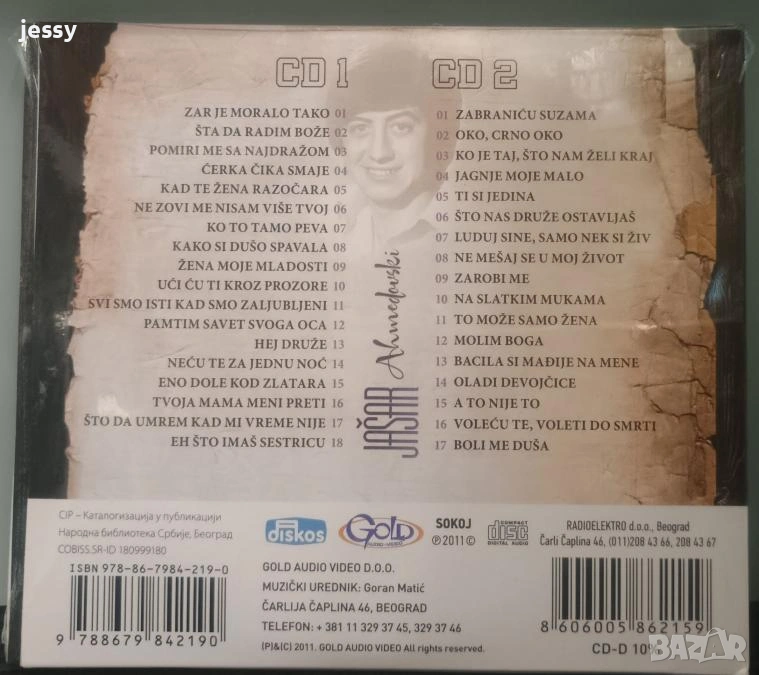 jessy
CD 1
ZAR JE MORALO TAKO 01
ŠTA DA RADIM BOŽE 02
POMIRI ME SA NAJDRAŽOM 03
ĆERKA ČIKA SMAJE 04
KAD TE ŽENA RAZOČARA 05
NE ZOVI ME NISAM VIŠE TVOJ 06
KO TO TAMO PEVA 07
KAKO SI DUŠO SPAVALA 08
ŽENA MOJE MLADOSTI 09
UĆI ĆU TI KROZ PROZORE 10
SVI SMO ISTI KAD SMO ZALJUBLJENI 11
PAMTIM SAVET SVOGA OCA 12
HEJ DRUŽE 13
NEĆU TE ZA JEDNU NOĆ 14
ENO DOLE KOD ZLATARA 15
TVOJA MAMA MENI PRETI 16
ŠTO DA UMREM KAD MI VREME NIJE 17
EH ŠTO IMAŠ SESTRICU 18
JAŠAR Ahmedovski
CD 2
01 ZABRANIĆU SUZAMA
02 OKO, CRNO OKO
03 KO JE TAJ, ŠTO NAM ŽELI KRAJ
04 JAGNJE MOJE MALO
05 TI SI JEDINA
06 ŠTO NAS DRUŽE OSTAVLJAŠ
07 LUDUJ SINE, SAMO NEK SI ŽIV
08 NE MEŠAJ SE U MOJ ŽIVOT
09 ZAROBI ME
10 NA SLATKIM MUKAMA
11 TO MOŽE SAMO ŽENA
12 MOLIM BOGA
13 BACILA SI MAĐIJE NA MENE
14 OLADI DEVOJČICE
15 A TO NIJE TO
16 VOLEĆU TE, VOLETI DO SMRTI
17 BOLI ME DUŠA
CIP – Каталогизација у публикацији
Народна библиотека Србије, Београд
COBISS.SR-ID 180999180
ISBN 978-86-7984-219-0
9 788679 842190
diskos
GOLD
AUDIO-VIDEO
SOKOJ
℗2011©
COMPACT
disc
DIGITAL AUDIO
RADIOELEKTRO d.o.o., Beograd
Čarli Čaplina 46, (011)208 43 66, 208 43 67
GOLD AUDIO VIDEO D.O.O.
MUZIČKI UREDNIK: Goran Matić
ČARLIJA ČAPLINA 46, BEOGRAD
TELEFON: + 381 11 329 37 45, 329 37 46
(P)&(C) 2011. GOLD AUDIO VIDEO All rights reserved.
8 606005 862159
CD-D 10%
BAZAR